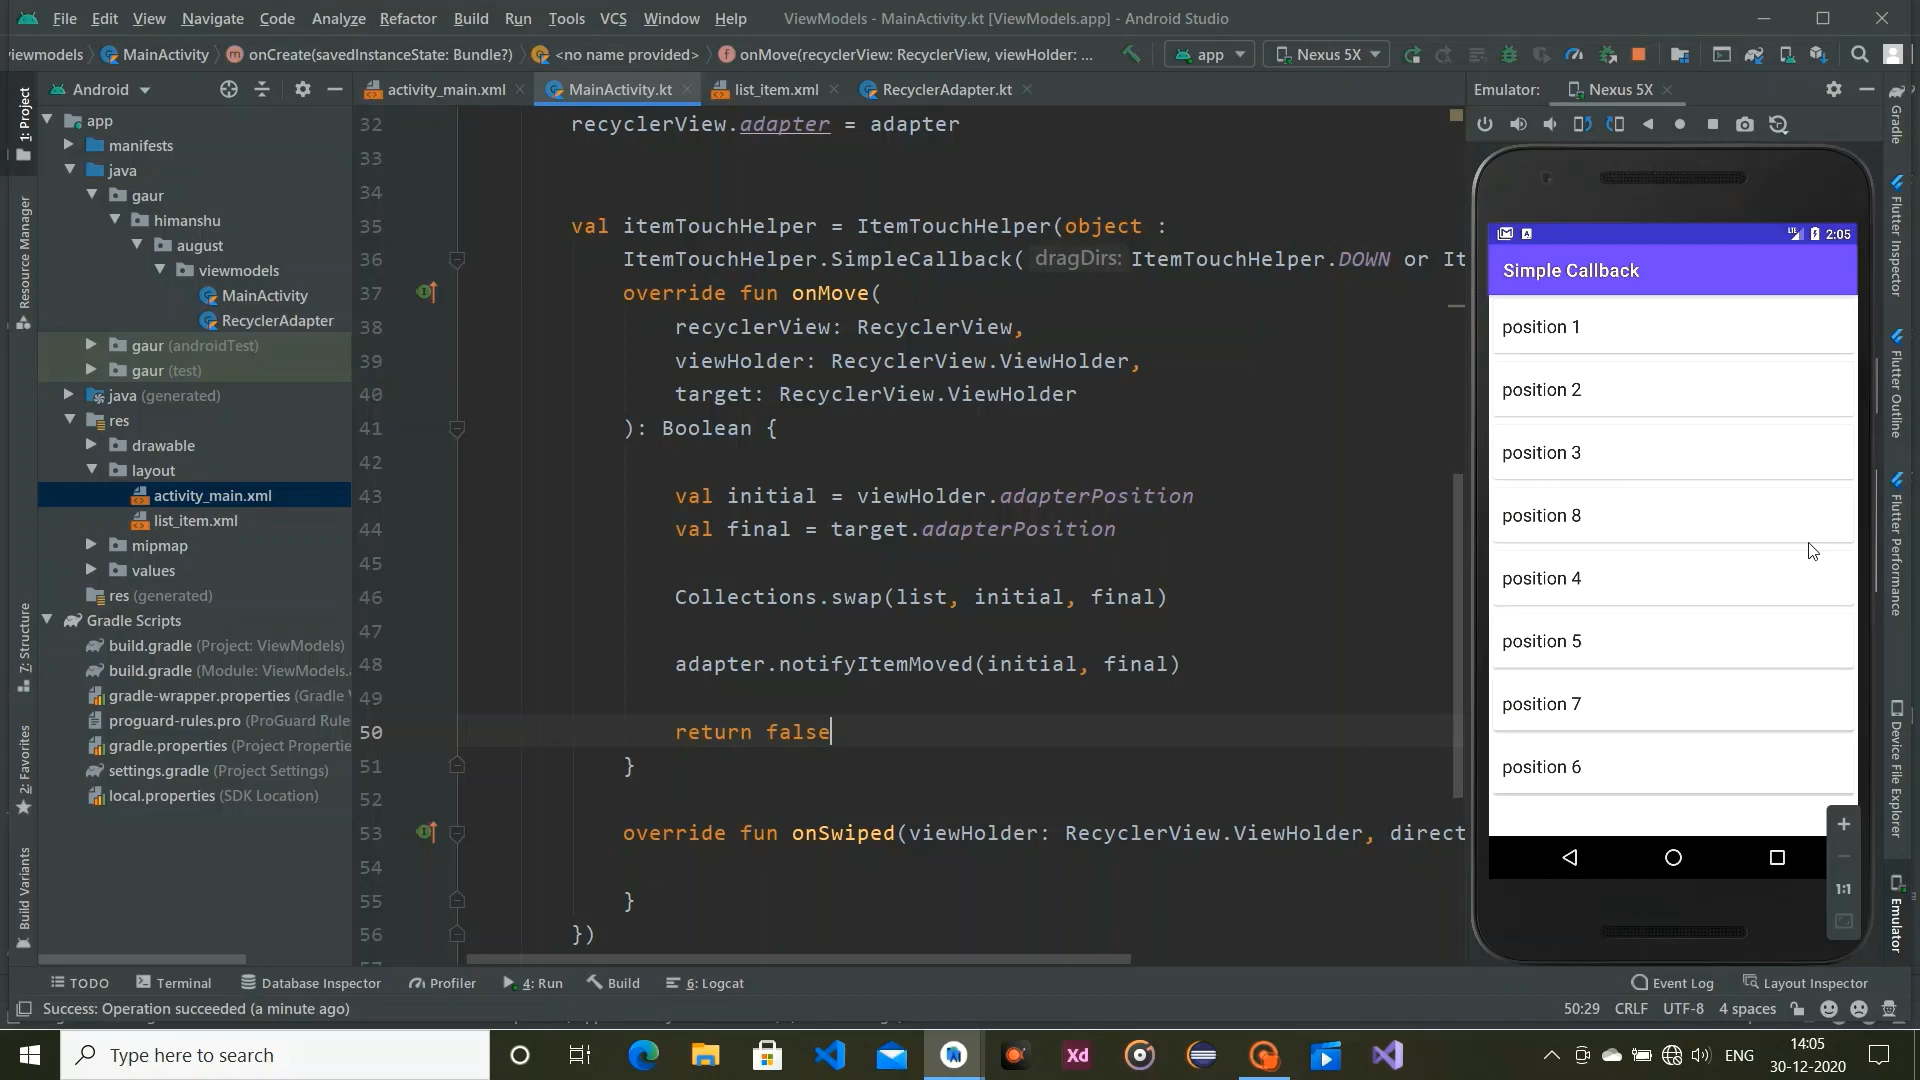 File Edit View Navigate Code Analyze Refactor Build Run Tools VCS Window Help ViewModels - MainActivity.kt [ViewModels.app] - Android Studio
viewmodels MainActivity onCreate(savedInstanceState: Bundle?) <no name provided> onMove(recyclerView: RecyclerView, viewHolder: ... app Nexus 5X
Android
activity_main.xml MainActivity.kt list_item.xml RecyclerAdapter.kt
Emulator: Nexus 5X
1: Project
Resource Manager
7: Structure
2: Favorites
Build Variants
app
manifests
java
gaur
himanshu
august
viewmodels
MainActivity
RecyclerAdapter
gaur (androidTest)
gaur (test)
java (generated)
res
drawable
layout
activity_main.xml
list_item.xml
mipmap
values
res (generated)
Gradle Scripts
build.gradle (Project: ViewModels)
build.gradle (Module: ViewModels.
gradle-wrapper.properties (Gradle
proguard-rules.pro (ProGuard Rule
gradle.properties (Project Propertie
settings.gradle (Project Settings)
local.properties (SDK Location)
32 recyclerView.adapter = adapter
33
34
35 val itemTouchHelper = ItemTouchHelper(object :
36 ItemTouchHelper.SimpleCallback( dragDirs: ItemTouchHelper.DOWN or It
37 override fun onMove(
38 recyclerView: RecyclerView,
39 viewHolder: RecyclerView.ViewHolder,
40 target: RecyclerView.ViewHolder
41 ): Boolean {
42
43 val initial = viewHolder.adapterPosition
44 val final = target.adapterPosition
45
46 Collections.swap(list, initial, final)
47
48 adapter.notifyItemMoved(initial, final)
49
50 return false
51 }
52
53 override fun onSwiped(viewHolder: RecyclerView.ViewHolder, direct
54
55 }
56 })
LTE 2:05
Simple Callback
position 1
position 2
position 3
position 8
position 4
position 5
position 7
position 6
1:1
Gradle
Flutter Inspector
Flutter Outline
Flutter Performance
Device File Explorer
Emulator
TODO Terminal Database Inspector Profiler 4: Run Build 6: Logcat Event Log Layout Inspector
Success: Operation succeeded (a minute ago) 50:29 CRLF UTF-8 4 spaces
Type here to search
Xd
ENG
14:05
30-12-2020